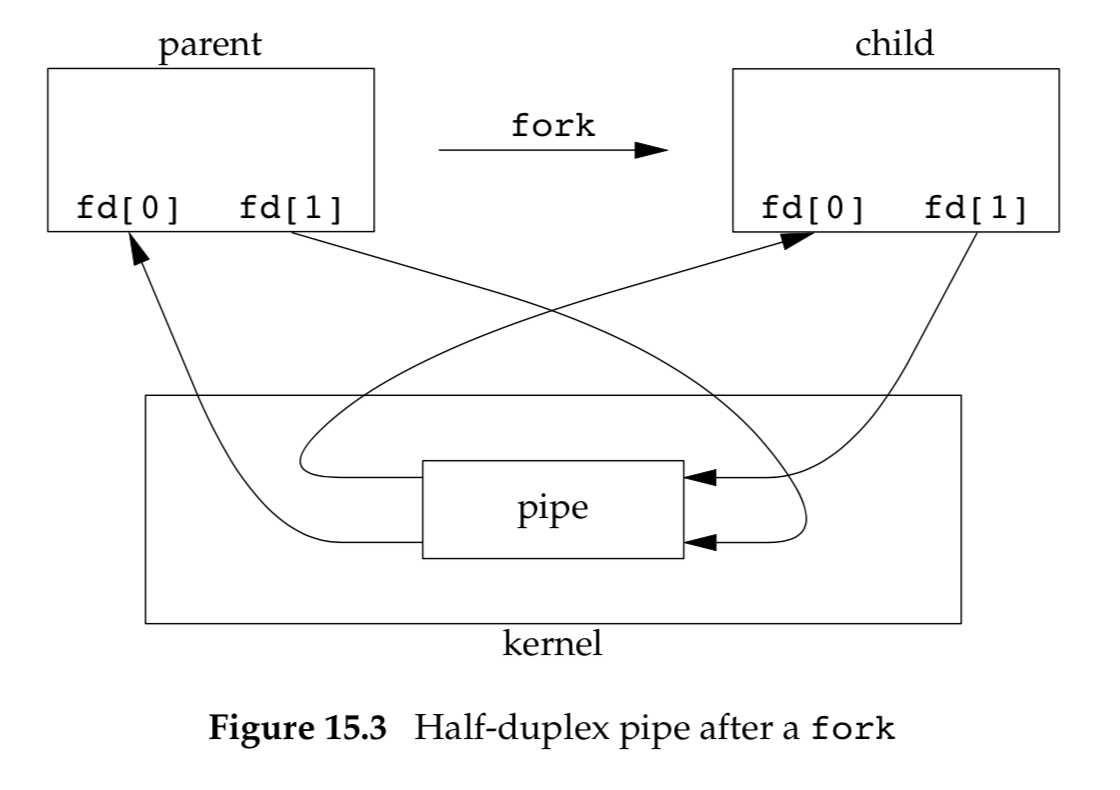 parent
child
fork
fd[0] fd[1]
fd[0] fd[1]
pipe
kernel
Figure 15.3 Half-duplex pipe after a fork